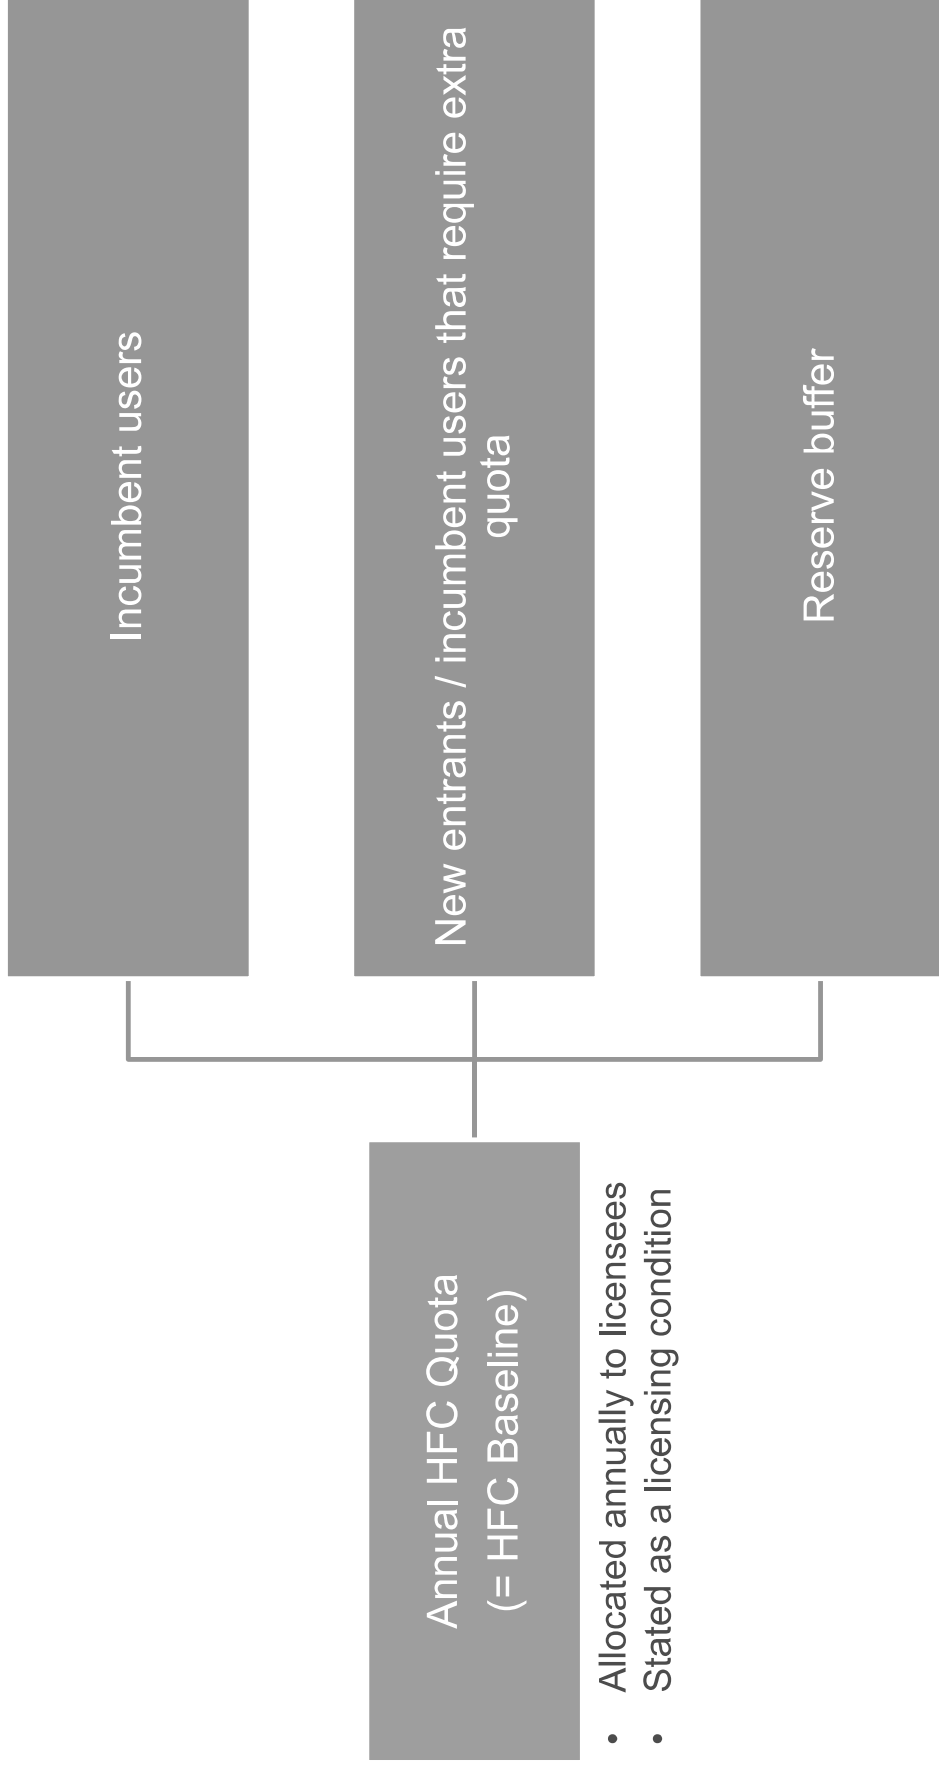 Annual HFC Quota
(= HFC Baseline)
• Allocated annually to licensees
• Stated as a licensing condition
Incumbent users
New entrants / incumbent users that require extra
quota
Reserve buffer